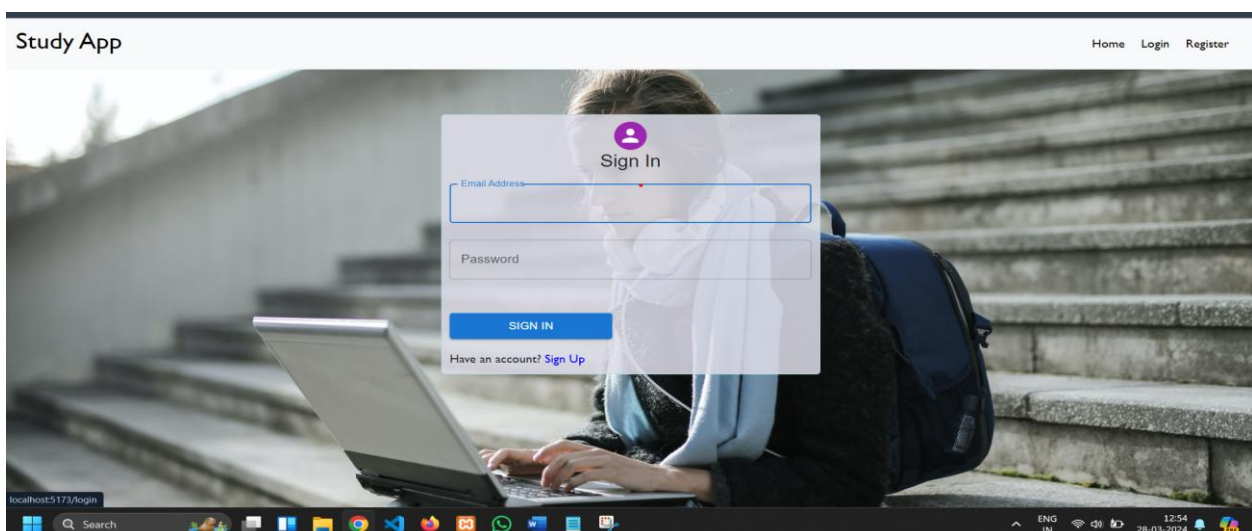 Study App
Home Login Register
Sign In
Email Address
Password
SIGN IN
Have an account? Sign Up
localhost:5173/login
Search
ENG
IN
12:54
28-03-2024